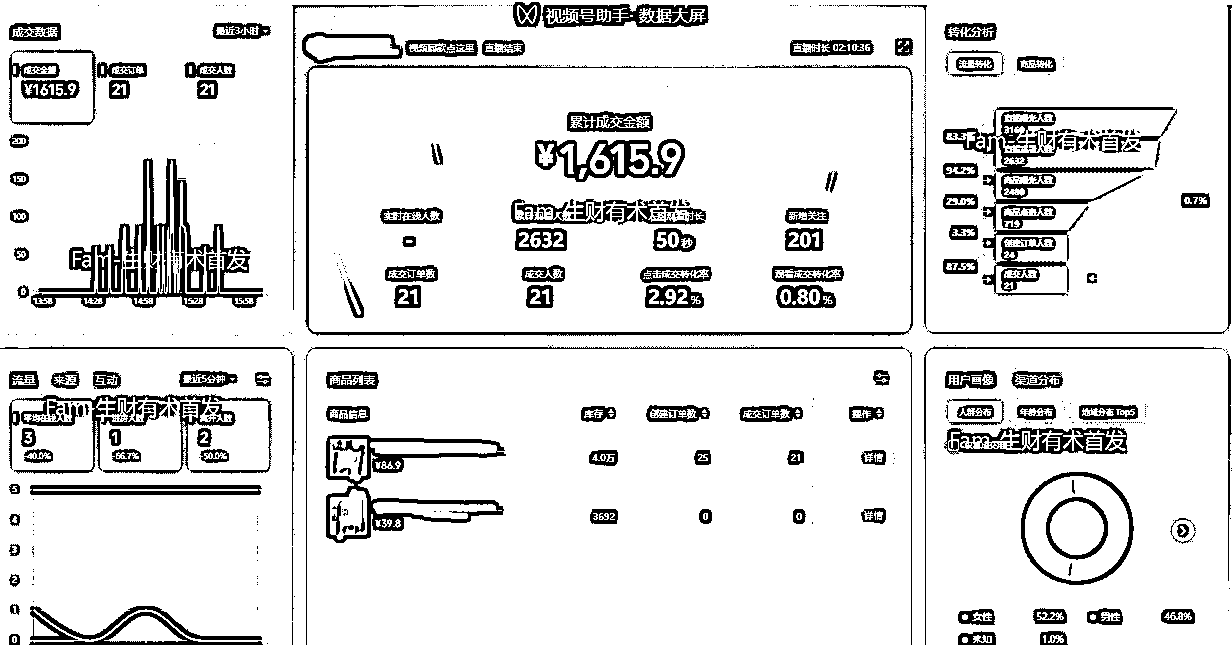 视频号助手·数据大屏
成交数据
最近3小时
成交金额
¥1615.9
成交订单
21
成交人数
21
200
150
100
50
0
13:58 14:28 14:58 15:28 15:58
Fam-生财有术首发
视频回款点这里 直播结束
直播时长 02:10:36
累计成交金额
¥1,615.9
Fam-生财有术首发
实时在线人数
-
2632
50秒
新增关注
201
成交订单数
21
成交人数
21
点击成交转化率
2.92%
观看成交转化率
0.80%
转化分析
流量转化 商品转化
Fam-生财有术首发
2632
94.2%
商品曝光人数
2480
29.0%
商品点击人数
719
3.3%
创建订单人数
24
87.5%
成交人数
21
0.7%
流量 来源 互动
最近5分钟
Fam-生财有术首发
3
-40.0%
1
-66.7%
2
-50.0%
5
4
3
2
1
0
商品列表
商品信息 库存 创建订单数 成交订单数 操作
¥86.9 4.0万 25 21 详情
¥39.8 3692 0 0 详情
用户画像 渠道分布
人群分布 年龄分布 地域分布 Top5
Fam-生财有术首发
女性 52.2% 男性 46.8%
未知 1.0%